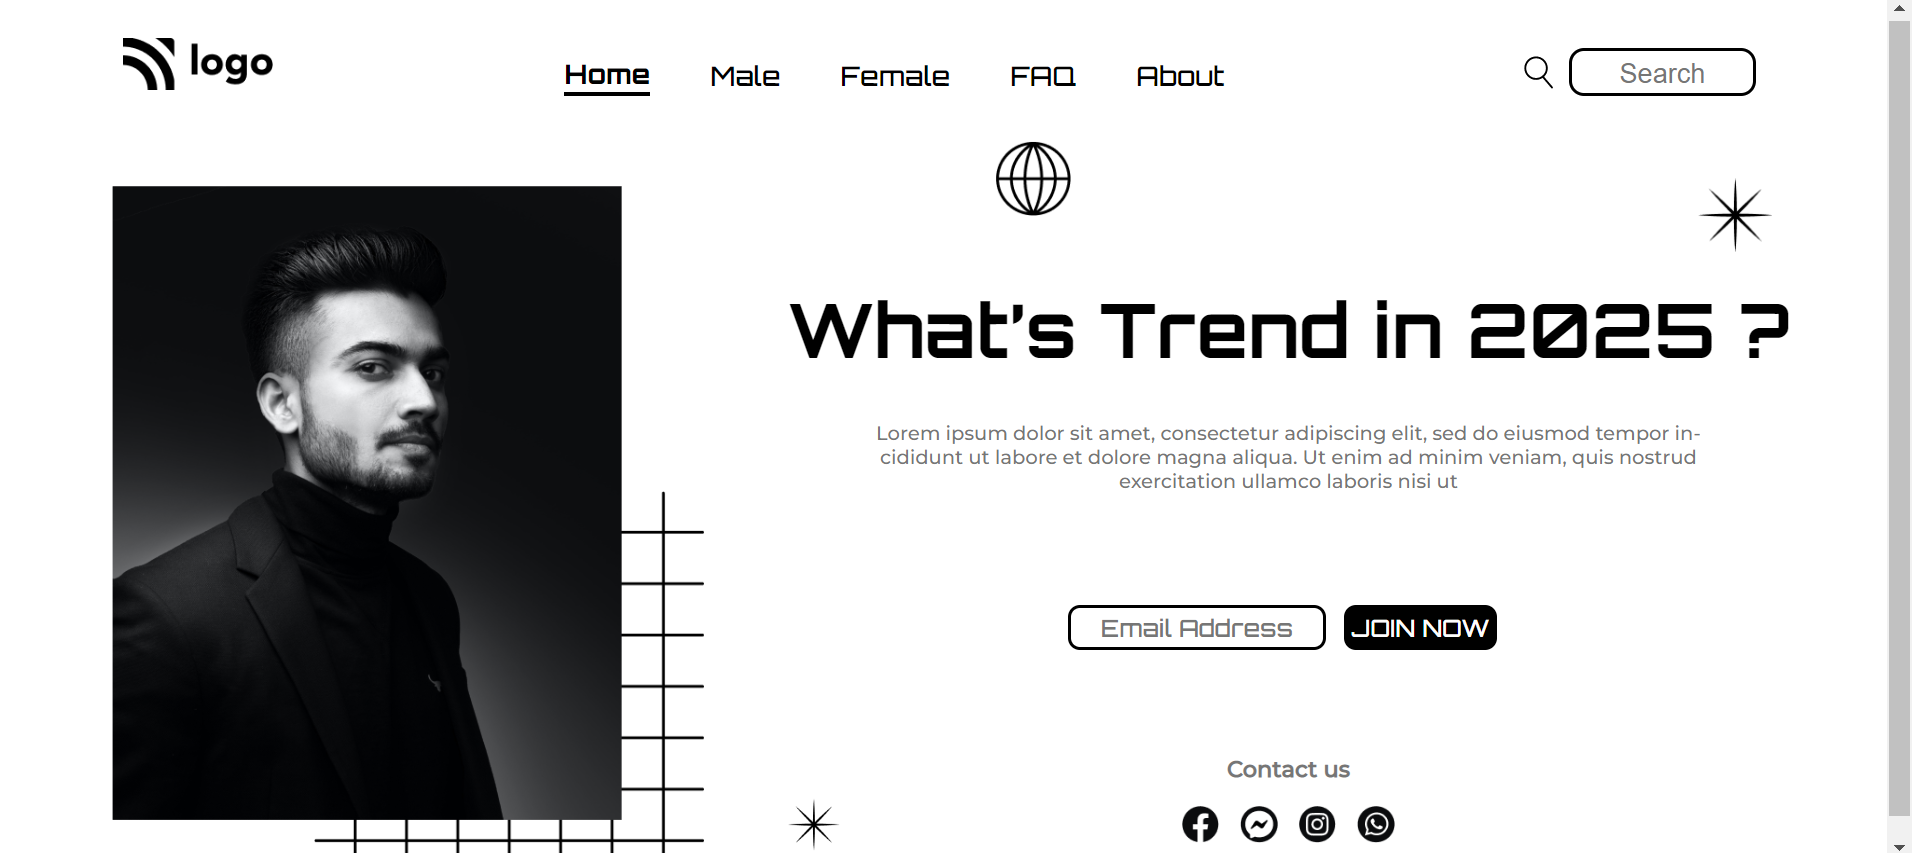 logo
Home Male Female FAQ About
Search
What's Trend in 2025 ?
Lorem ipsum dolor sit amet, consectetur adipiscing elit, sed do eiusmod tempor in-
cididunt ut labore et dolore magna aliqua. Ut enim ad minim veniam, quis nostrud
exercitation ullamco laboris nisi ut
Email Address JOIN NOW
Contact us